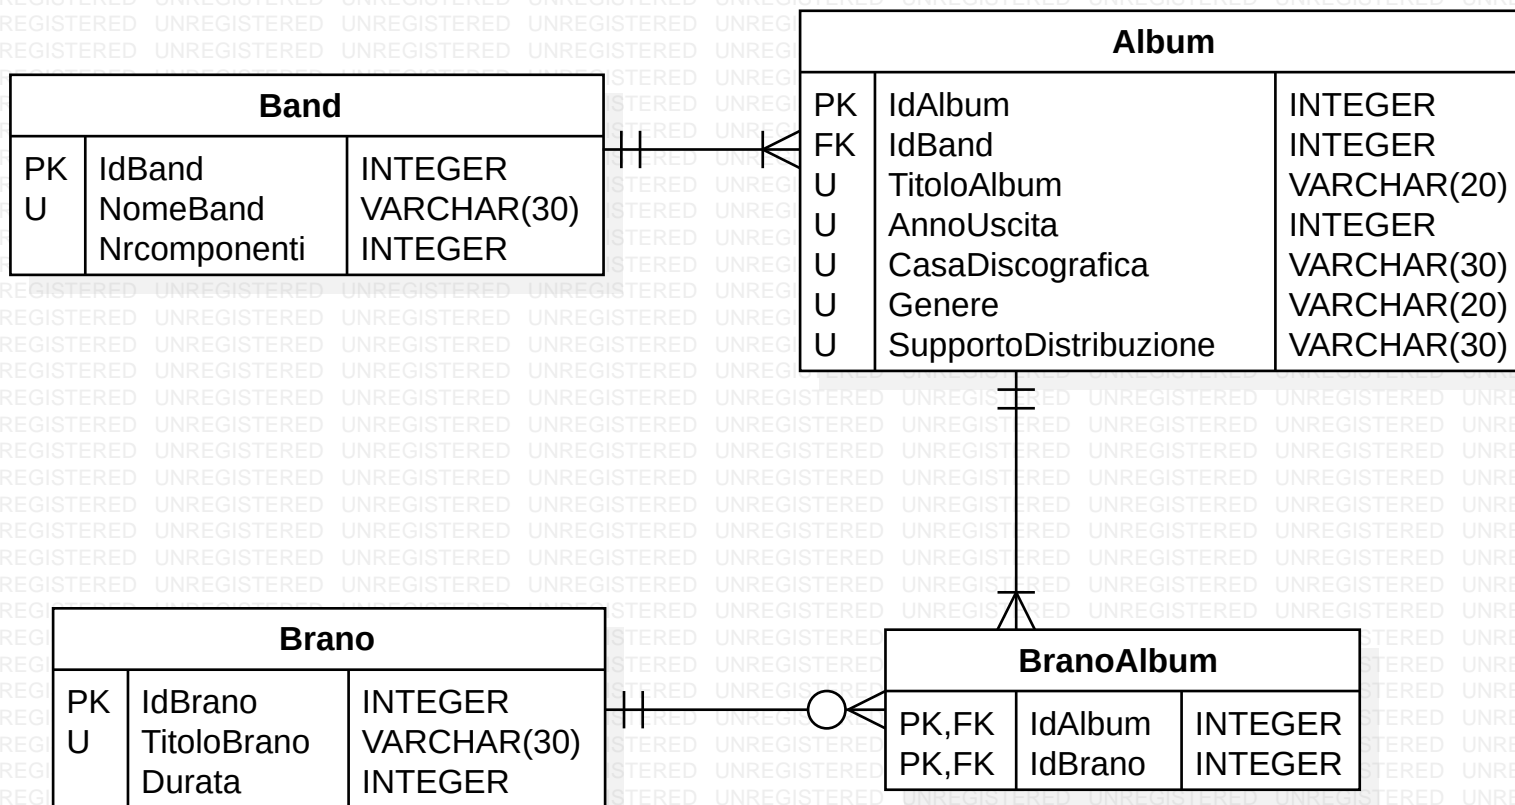 Band
PK IdBand INTEGER
U NomeBand VARCHAR(30)
Nrcomponenti INTEGER
Album
PK IdAlbum INTEGER
FK IdBand INTEGER
U TitoloAlbum VARCHAR(20)
U AnnoUscita INTEGER
U CasaDiscografica VARCHAR(30)
U Genere VARCHAR(20)
U SupportoDistribuzione VARCHAR(30)
Brano
PK IdBrano INTEGER
U TitoloBrano VARCHAR(30)
Durata INTEGER
BranoAlbum
PK,FK IdAlbum INTEGER
PK,FK IdBrano INTEGER
UNREGISTERED